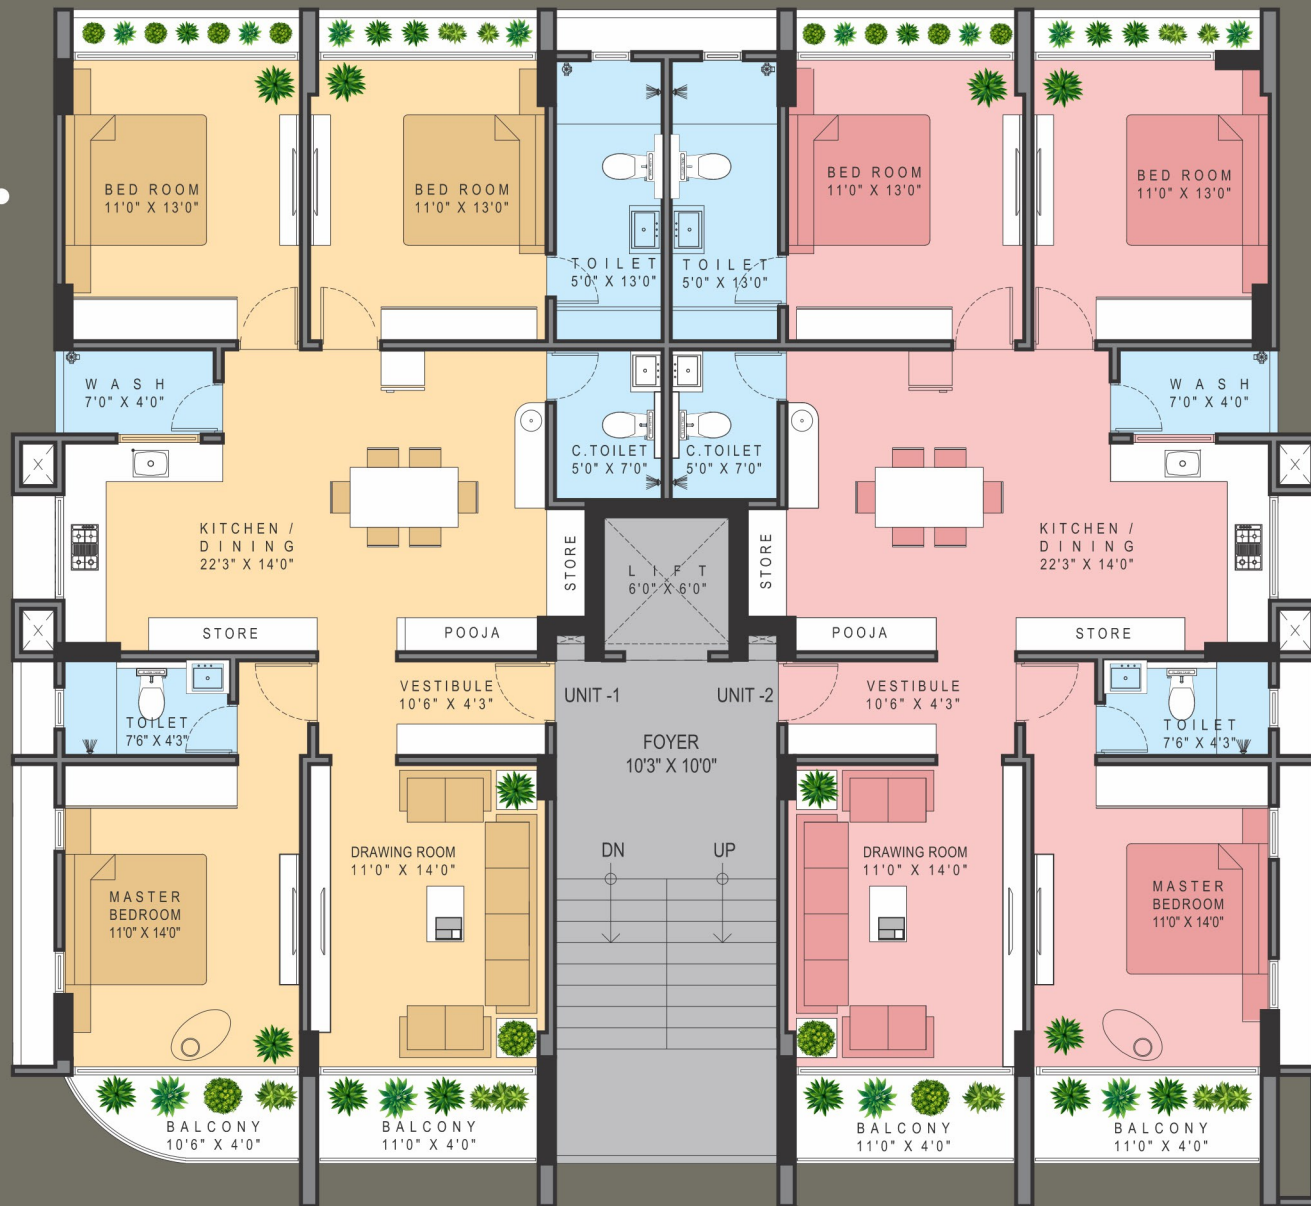 BED ROOM
11'0" X 13'0"
BED ROOM
11'0" X 13'0"
BED ROOM
11'0" X 13'0"
BED ROOM
11'0" X 13'0"
TOILET
5'0" X 13'0"
TOILET
5'0" X 13'0"
WASH
7'0" X 4'0"
C.TOILET
5'0" X 7'0"
C.TOILET
5'0" X 7'0"
WASH
7'0" X 4'0"
KITCHEN /
DINING
22'3" X 14'0"
STORE
LIFT
6'0" X 6'0"
STORE
KITCHEN /
DINING
22'3" X 14'0"
STORE
POOJA
POOJA
STORE
TOILET
7'6" X 4'3"
VESTIBULE
10'6" X 4'3"
UNIT -1
UNIT -2
VESTIBULE
10'6" X 4'3"
TOILET
7'6" X 4'3"
FOYER
10'3" X 10'0"
DRAWING ROOM
11'0" X 14'0"
DN
UP
DRAWING ROOM
11'0" X 14'0"
MASTER
BEDROOM
11'0" X 14'0"
MASTER
BEDROOM
11'0" X 14'0"
BALCONY
10'6" X 4'0"
BALCONY
11'0" X 4'0"
BALCONY
11'0" X 4'0"
BALCONY
11'0" X 4'0"